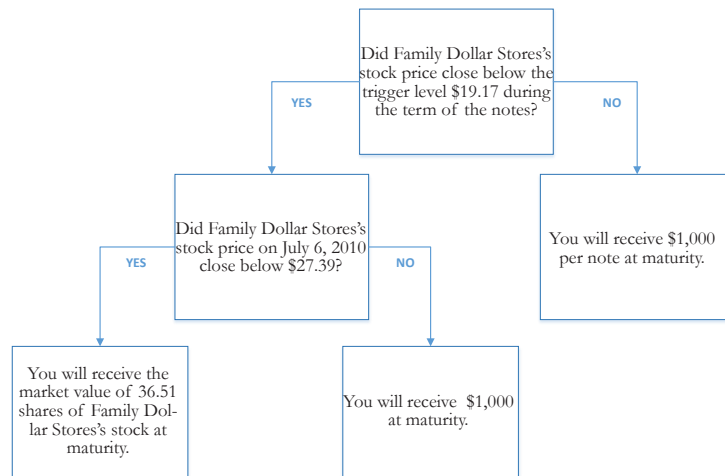 Did Family Dollar Stores's
stock price close below the
trigger level $19.17 during
the term of the notes?
YES
NO
Did Family Dollar Stores's
stock price on July 6, 2010
close below $27.39?
You will receive $1,000
per note at maturity.
YES
NO
You will receive the
market value of 36.51
shares of Family Dol-
lar Stores's stock at
maturity.
You will receive $1,000
at maturity.